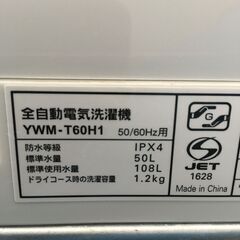 全自動電気洗濯機
YWM-T60H1 50/60Hz用
防水等級 IPX4
標準水量 50L
標準使用水量 108L
ドライコース時の洗濯容量 1.2kg
G
S
JET
1628
Made in China